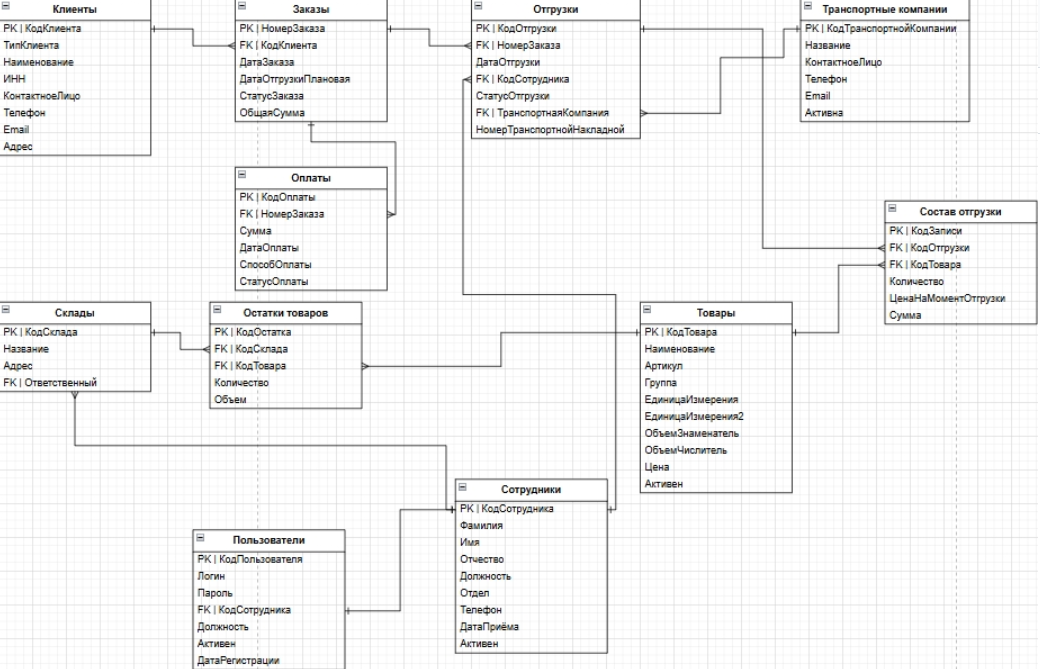 Клиенты
PK | КодКлиента
ТипКлиента
Наименование
ИНН
КонтактноеЛицо
Телефон
Email
Адрес
Заказы
PK | НомерЗаказа
FK | КодКлиента
ДатаЗаказа
ДатаОтгрузкиПлановая
СтатусЗаказа
ОбщаяСумма
Отгрузки
PK | КодОтгрузки
FK | НомерЗаказа
ДатаОтгрузки
FK | КодСотрудника
СтатусОтгрузки
FK | ТранспортнаяКомпания
НомерТранспортнойНакладной
Транспортные компании
PK | КодТранспортнойКомпании
Название
КонтактноеЛицо
Телефон
Email
Активна
Оплаты
PK | КодОплаты
FK | НомерЗаказа
Сумма
ДатаОплаты
СпособОплаты
СтатусОплаты
Состав отгрузки
PK | КодЗаписи
FK | КодОтгрузки
FK | КодТовара
Количество
ЦенаНаМоментОтгрузки
Сумма
Склады
PK | КодСклада
Название
Адрес
FK | Ответственный
Остатки товаров
PK | КодОстатка
FK | КодСклада
FK | КодТовара
Количество
Объем
Товары
PK | КодТовара
Наименование
Артикул
Группа
ЕдиницаИзмерения
ЕдиницаИзмерения2
ОбъемЗнаменатель
ОбъемЧислитель
Цена
Активен
Сотрудники
PK | КодСотрудника
Фамилия
Имя
Отчество
Должность
Отдел
Телефон
ДатаПриёма
Активен
Пользователи
PK | КодПользователя
Логин
Пароль
FK | КодСотрудника
Должность
Активен
ДатаРегистрации